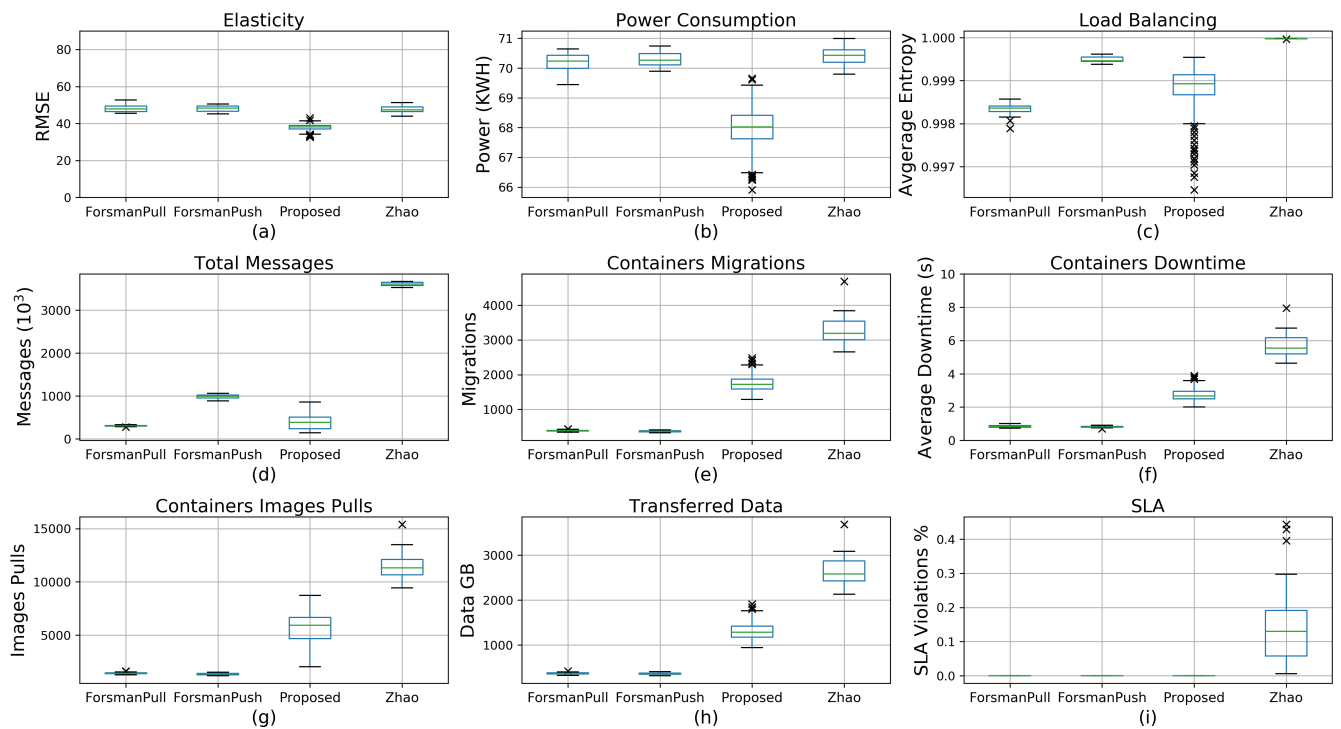 Elasticity
RMSE
80
60
40
20
0
ForsmanPull ForsmanPush Proposed Zhao
(a)
Power Consumption
Power (KWH)
71
70
69
68
67
66
ForsmanPull ForsmanPush Proposed Zhao
(b)
Load Balancing
Avgerage Entropy
1.000
0.999
0.998
0.997
ForsmanPull ForsmanPush Proposed Zhao
(c)
Total Messages
Messages (10³)
3000
2000
1000
0
ForsmanPull ForsmanPush Proposed Zhao
(d)
Containers Migrations
Migrations
4000
3000
2000
1000
ForsmanPull ForsmanPush Proposed Zhao
(e)
Containers Downtime
Average Downtime (s)
10
8
6
4
2
0
ForsmanPull ForsmanPush Proposed Zhao
(f)
Containers Images Pulls
Images Pulls
15000
10000
5000
ForsmanPull ForsmanPush Proposed Zhao
(g)
Transferred Data
Data GB
3000
2000
1000
ForsmanPull ForsmanPush Proposed Zhao
(h)
SLA
SLA Violations %
0.4
0.3
0.2
0.1
0.0
ForsmanPull ForsmanPush Proposed Zhao
(i)